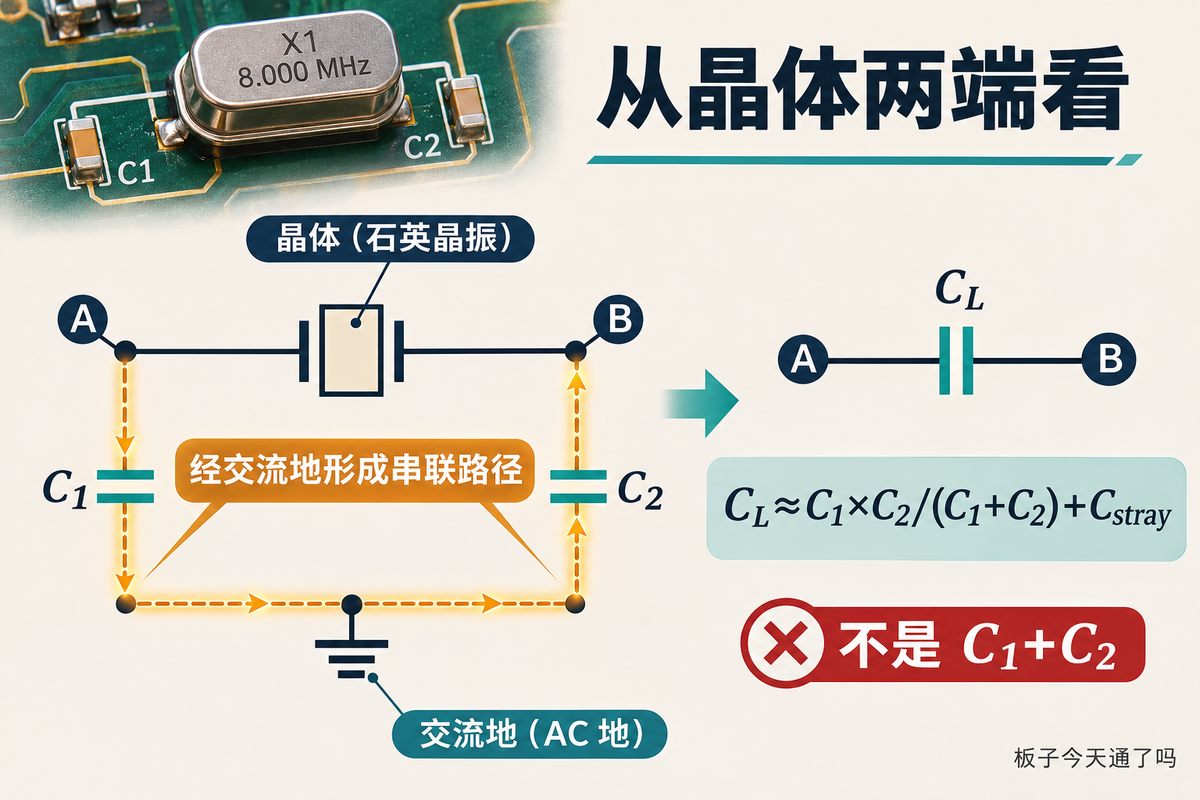 X1
8.000 MHz
C1
C2
从晶体两端看
晶体（石英晶振）
A
B
C₁
经交流地形成串联路径
C₂
交流地（AC 地）
C_L
A
B
C_L≈C₁×C₂/(C₁+C₂)+C_stray
不是 C₁+C₂
板子今天通了吗